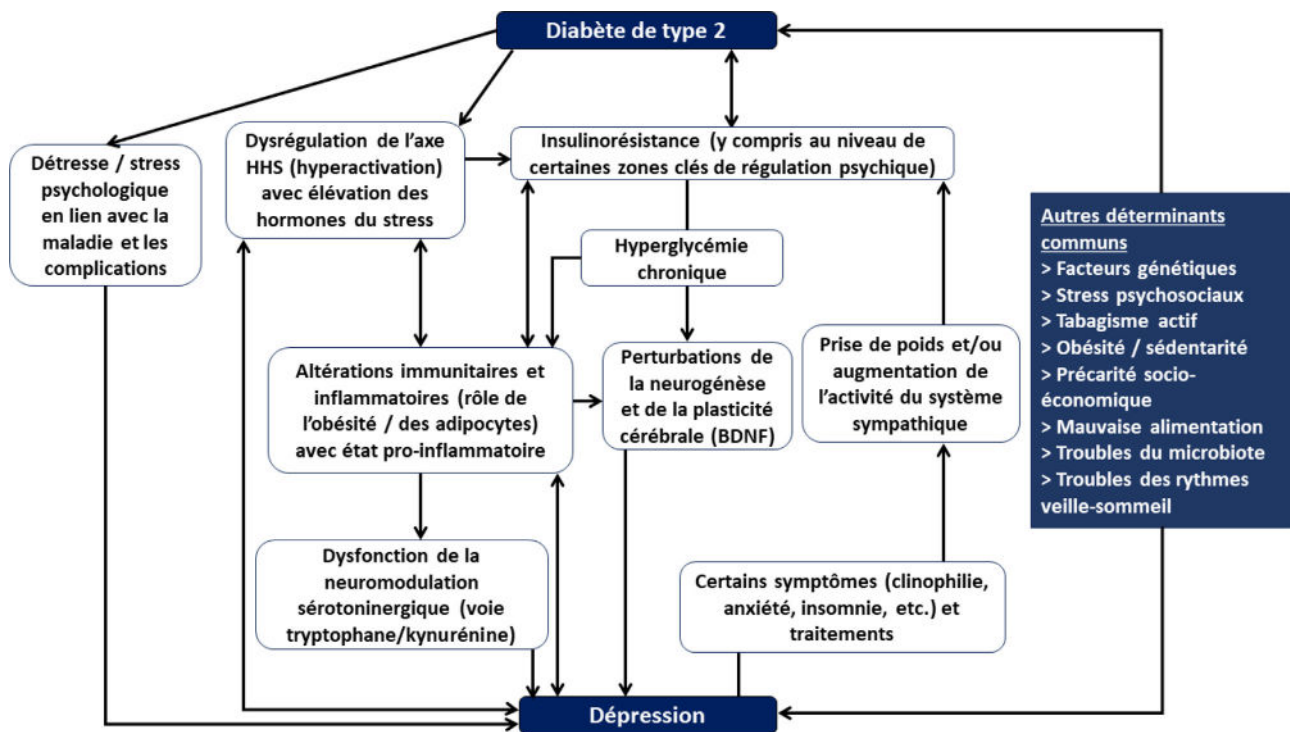 Diabète de type 2
Détresse / stress
psychologique
en lien avec la
maladie et les
complications
Dysrégulation de l’axe
HHS (hyperactivation)
avec élévation des
hormones du stress
Insulinorésistance (y compris au niveau de
certaines zones clés de régulation psychique)
Hyperglycémie
chronique
Altérations immunitaires et
inflammatoires (rôle de
l’obésité / des adipocytes)
avec état pro-inflammatoire
Perturbations de
la neurogénèse
et de la plasticité
cérébrale (BDNF)
Prise de poids et/ou
augmentation de
l’activité du système
sympathique
Autres déterminants
communs
> Facteurs génétiques
> Stress psychosociaux
> Tabagisme actif
> Obésité / sédentarité
> Précarité socio-
économique
> Mauvaise alimentation
> Troubles du microbiote
> Troubles des rythmes
veille-sommeil
Dysfonction de la
neuromodulation
sérotoninergique (voie
tryptophane/kynurénine)
Certains symptômes (clinophilie,
anxiété, insomnie, etc.) et
traitements
Dépression